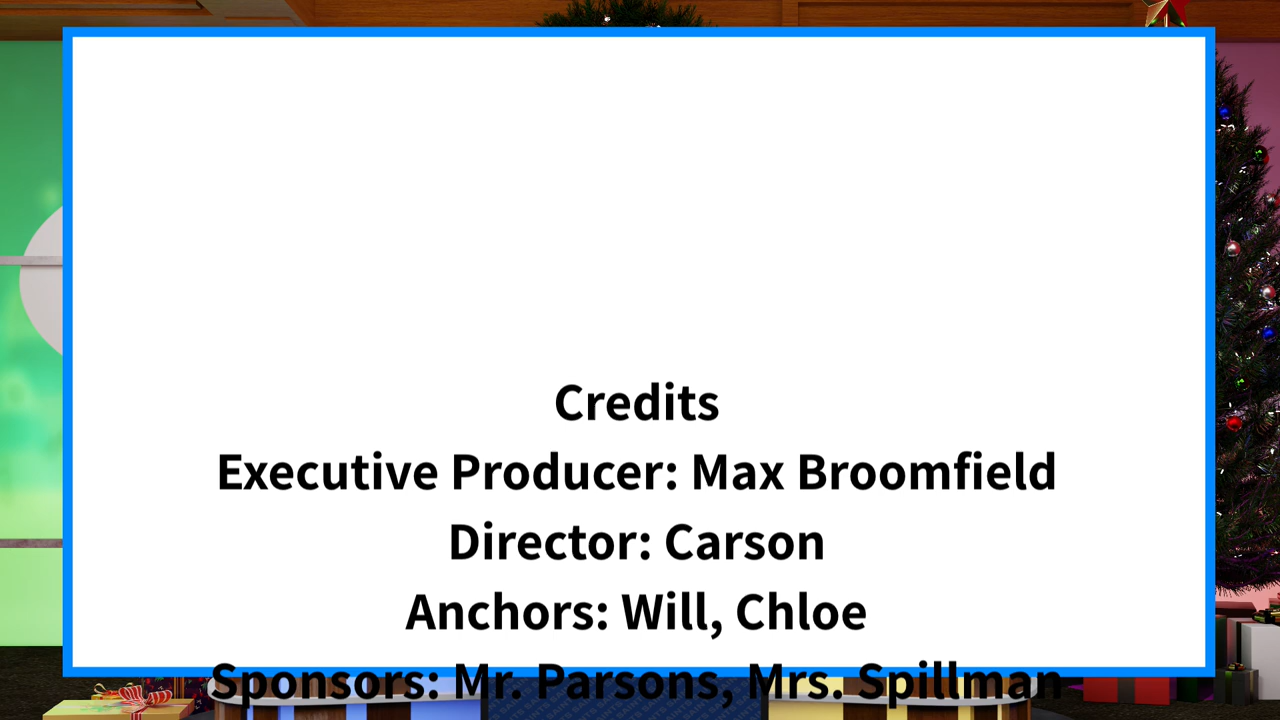 Credits
Executive Producer: Max Broomfield
Director: Carson
Anchors: Will, Chloe
Sponsors: Mr. Parsons, Mrs. Spillman